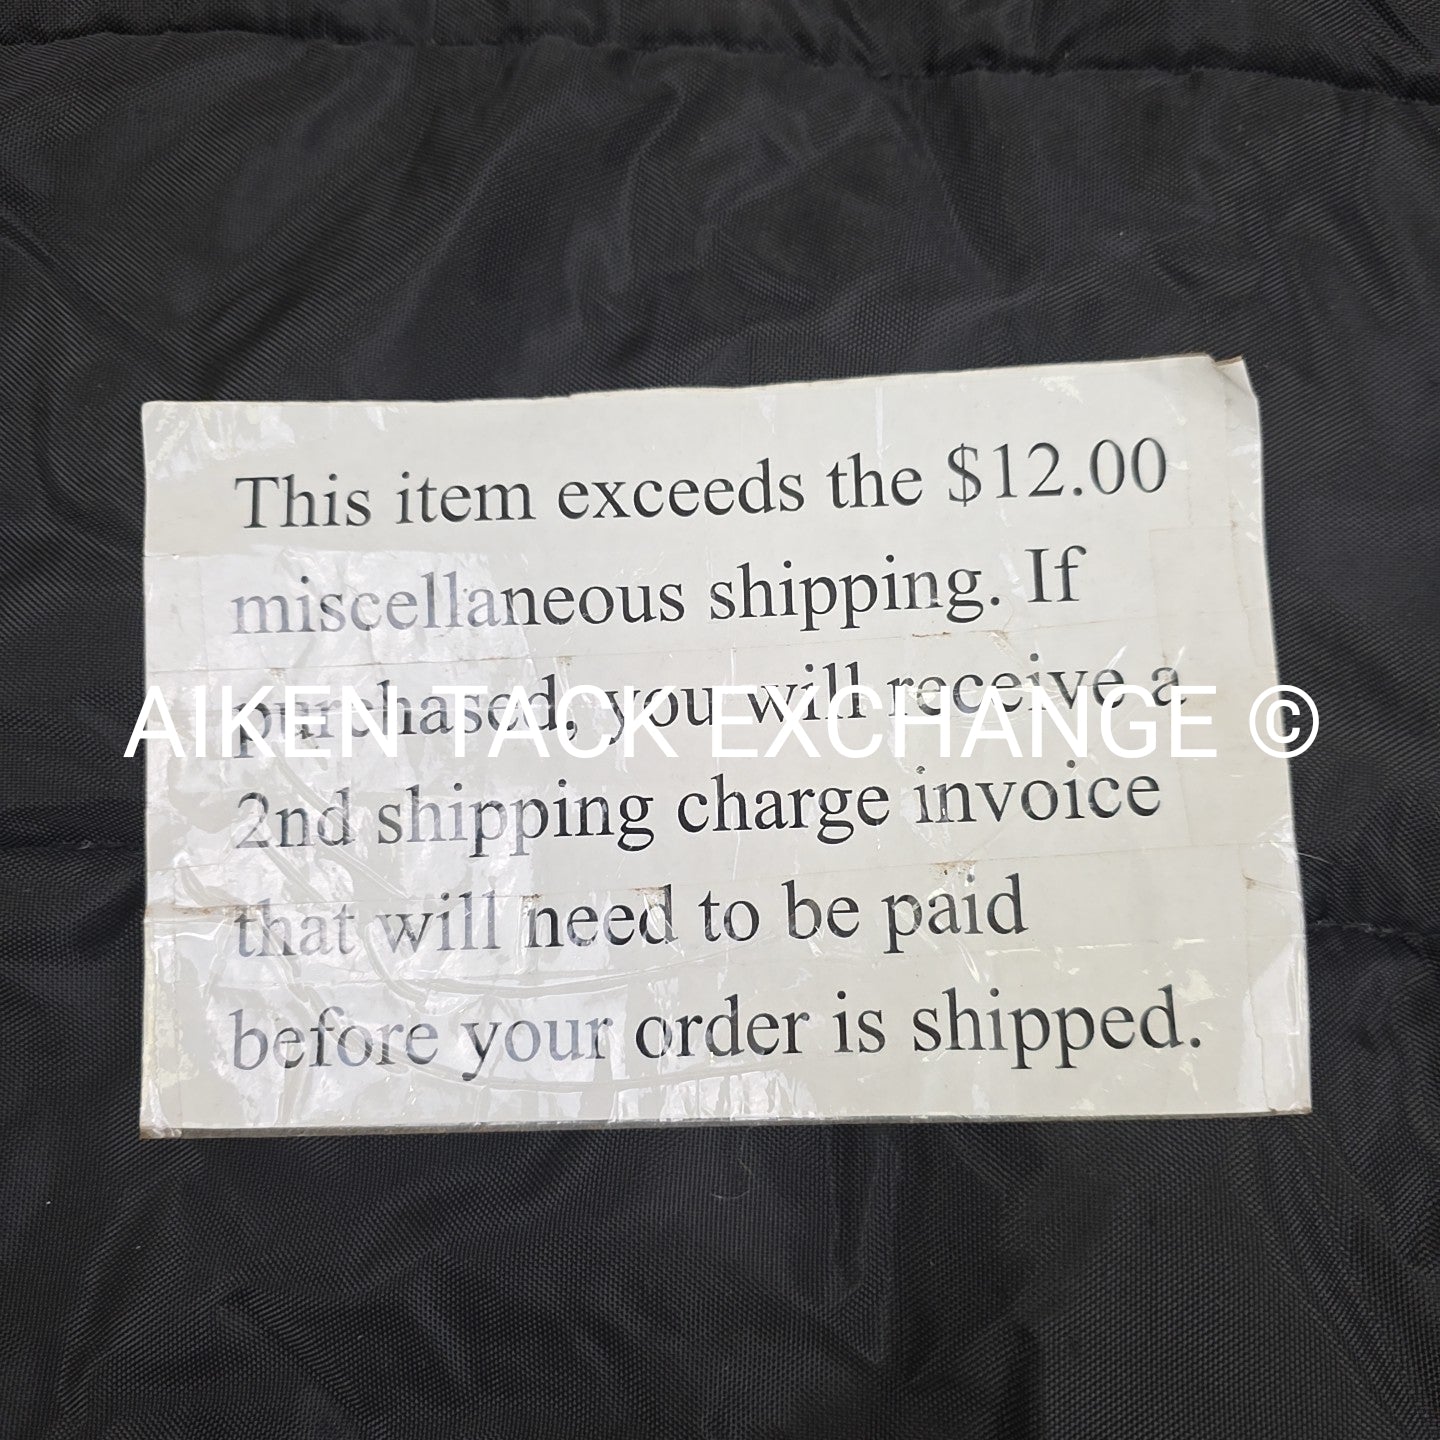 This item exceeds the $12.00
miscellaneous shipping. If
purchased, you will receive a
AIKEN TACK EXCHANGE ©
2nd shipping charge invoice
that will need to be paid
before your order is shipped.